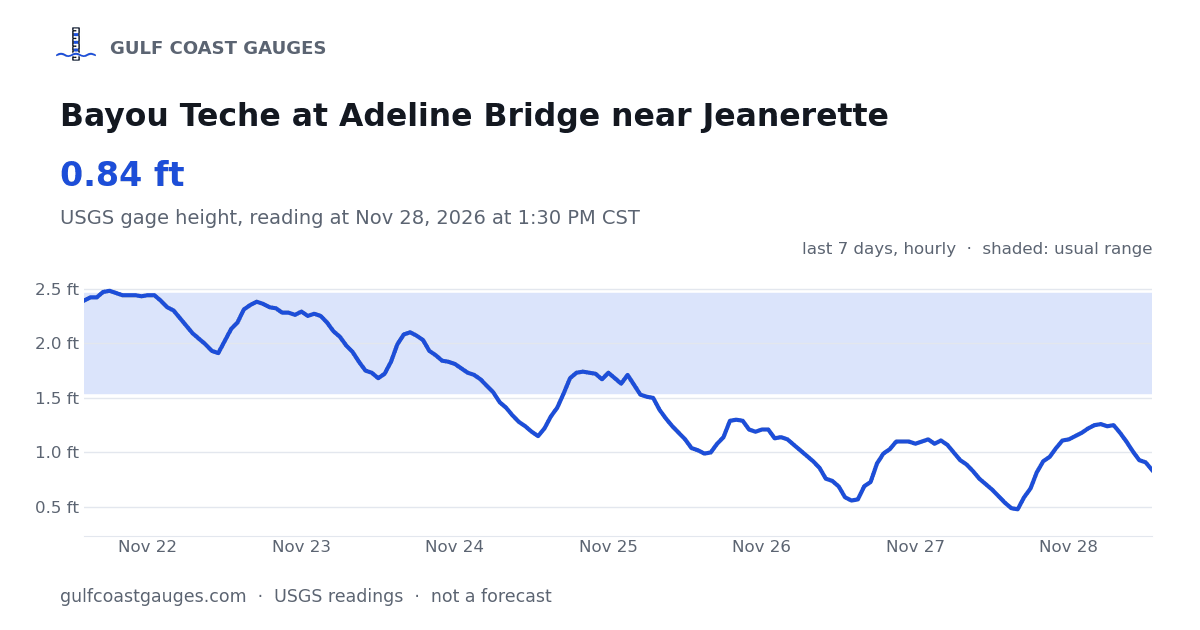 GULF COAST GAUGES
Bayou Teche at Adeline Bridge near Jeanerette
0.84 ft
USGS gage height, reading at Nov 28, 2026 at 1:30 PM CST
last 7 days, hourly · shaded: usual range
2.5 ft
2.0 ft
1.5 ft
1.0 ft
0.5 ft
Nov 22 Nov 23 Nov 24 Nov 25 Nov 26 Nov 27 Nov 28
gulfcoastgauges.com · USGS readings · not a forecast